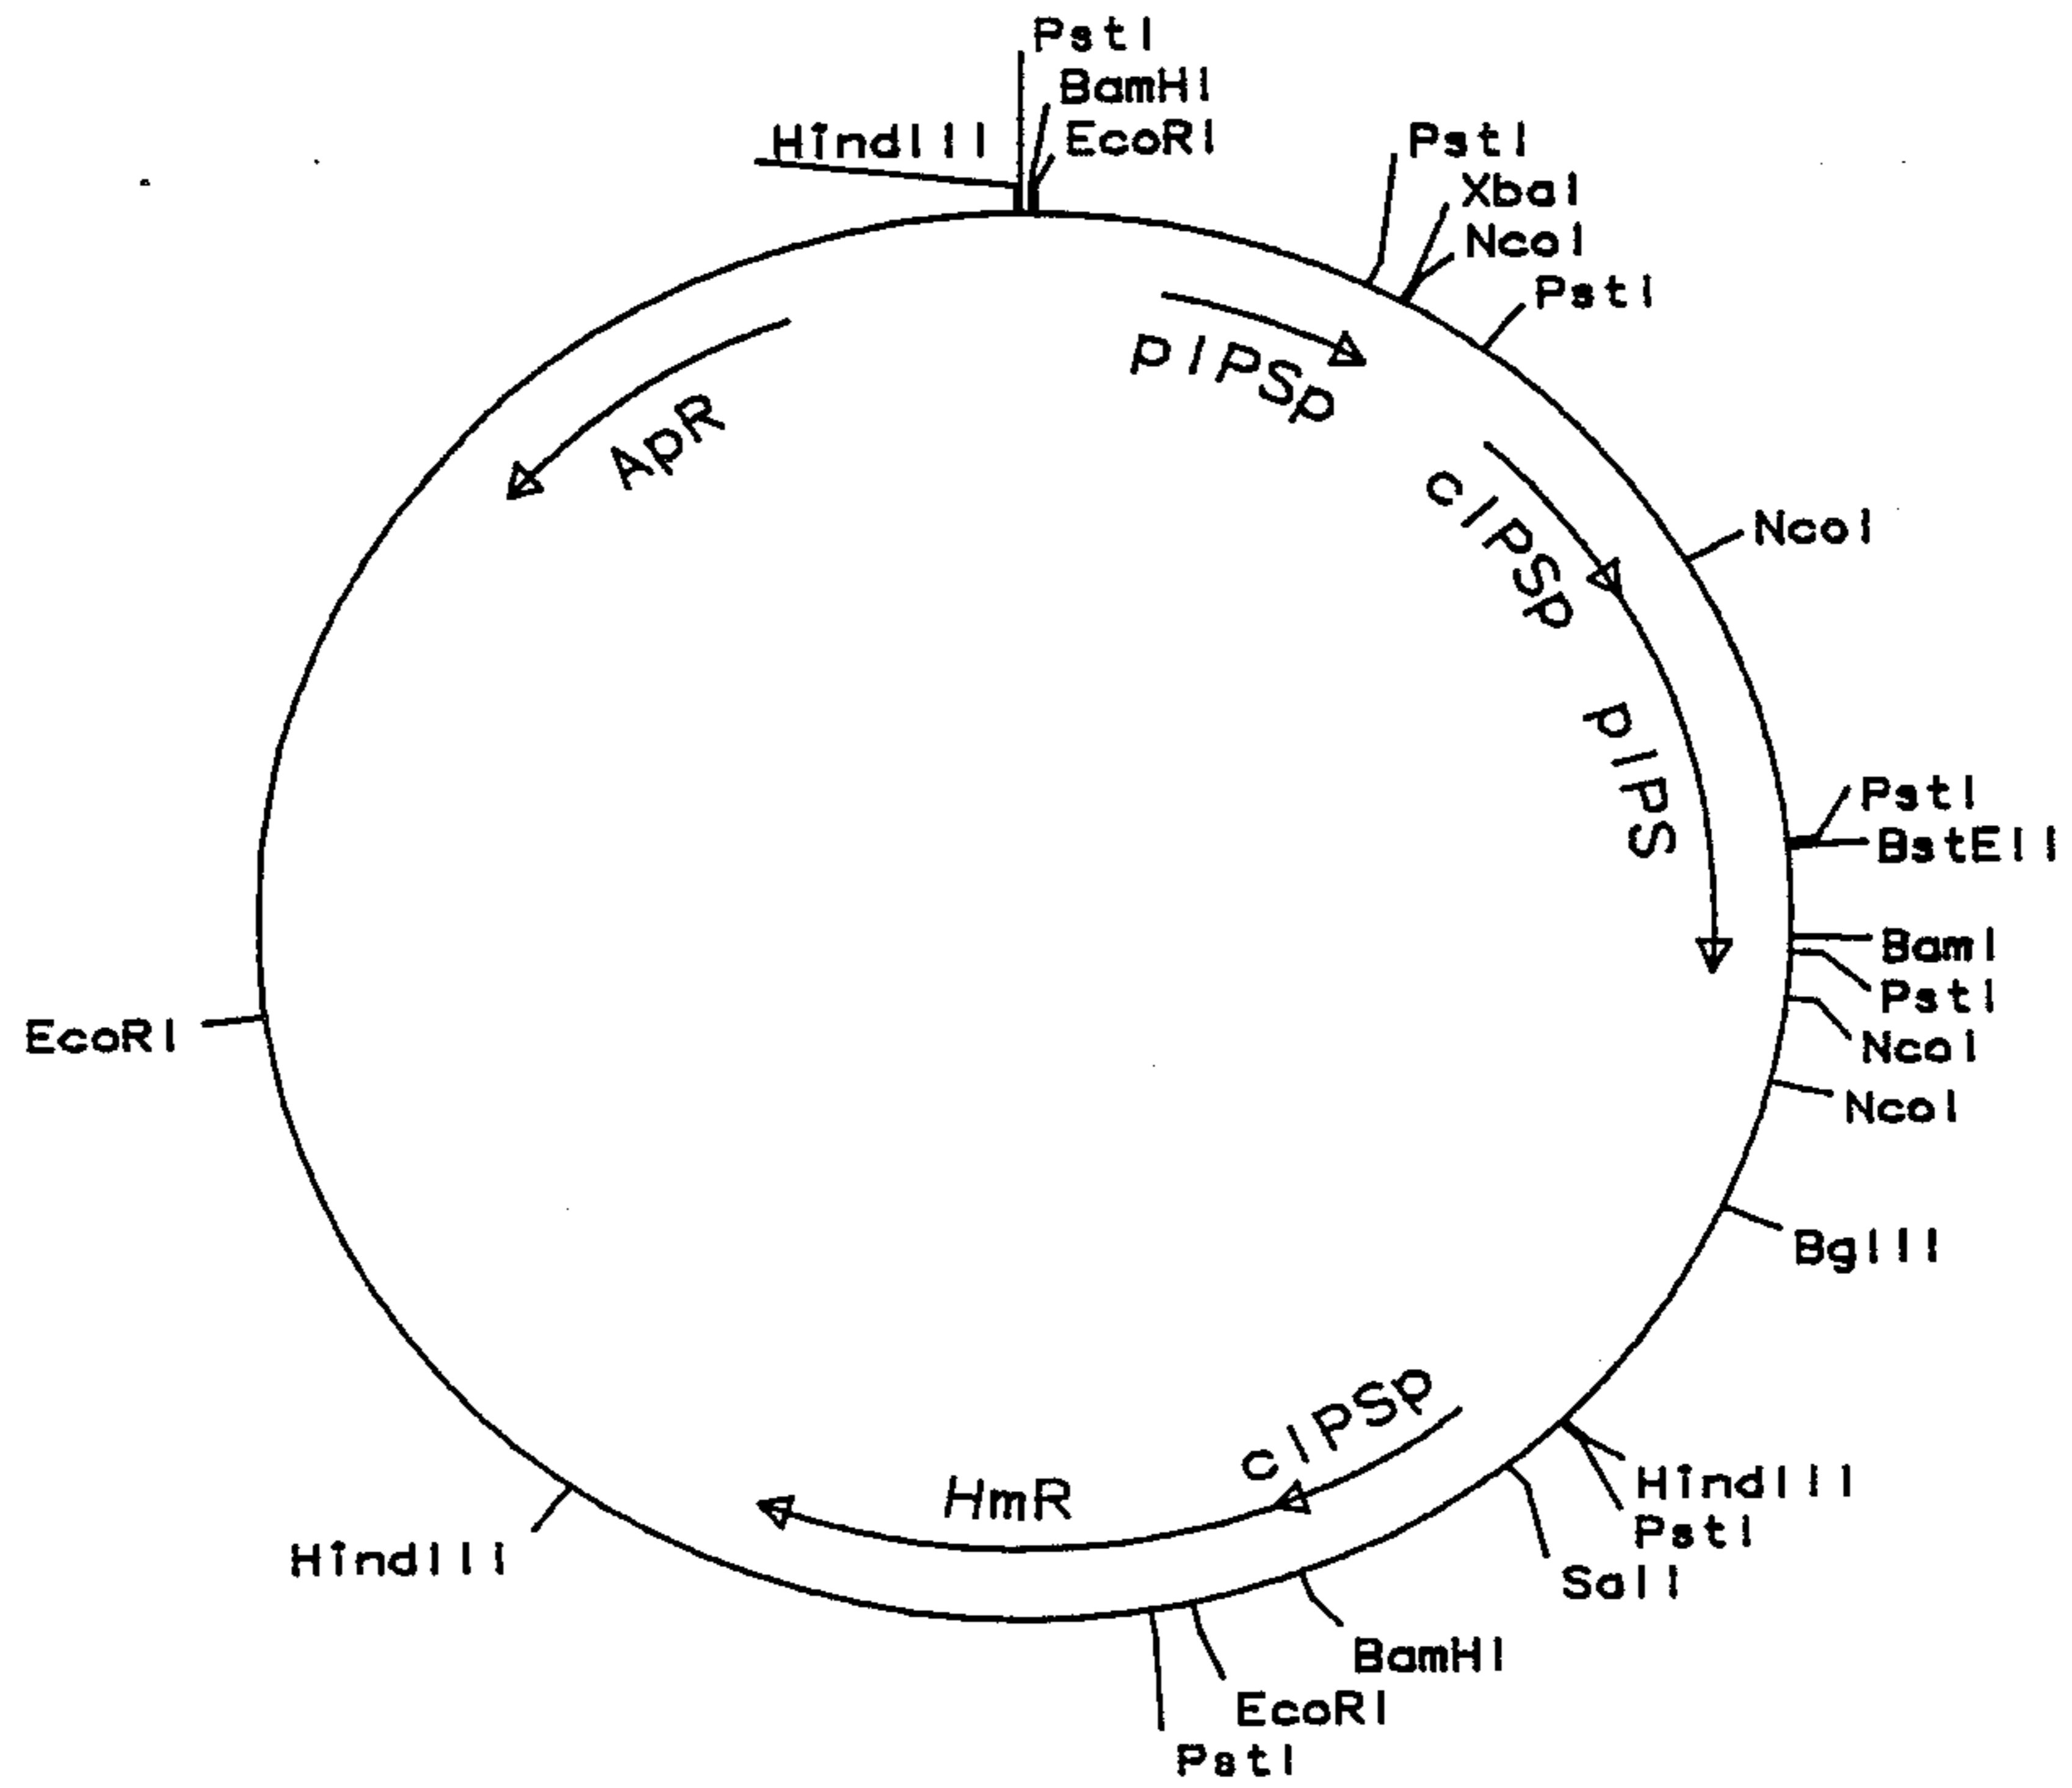 PstI
BamHI
EcoRI
HindIII
PstI
XbaI
NcoI
PstI
pIPSp
ApR
cIPSp
NcoI
pIPS
PstI
BstEII
BamI
PstI
NcoI
EcoRI
NcoI
BglII
cIPSp
HmR
HindIII
PstI
HindIII
SalI
BamHI
EcoRI
PstI